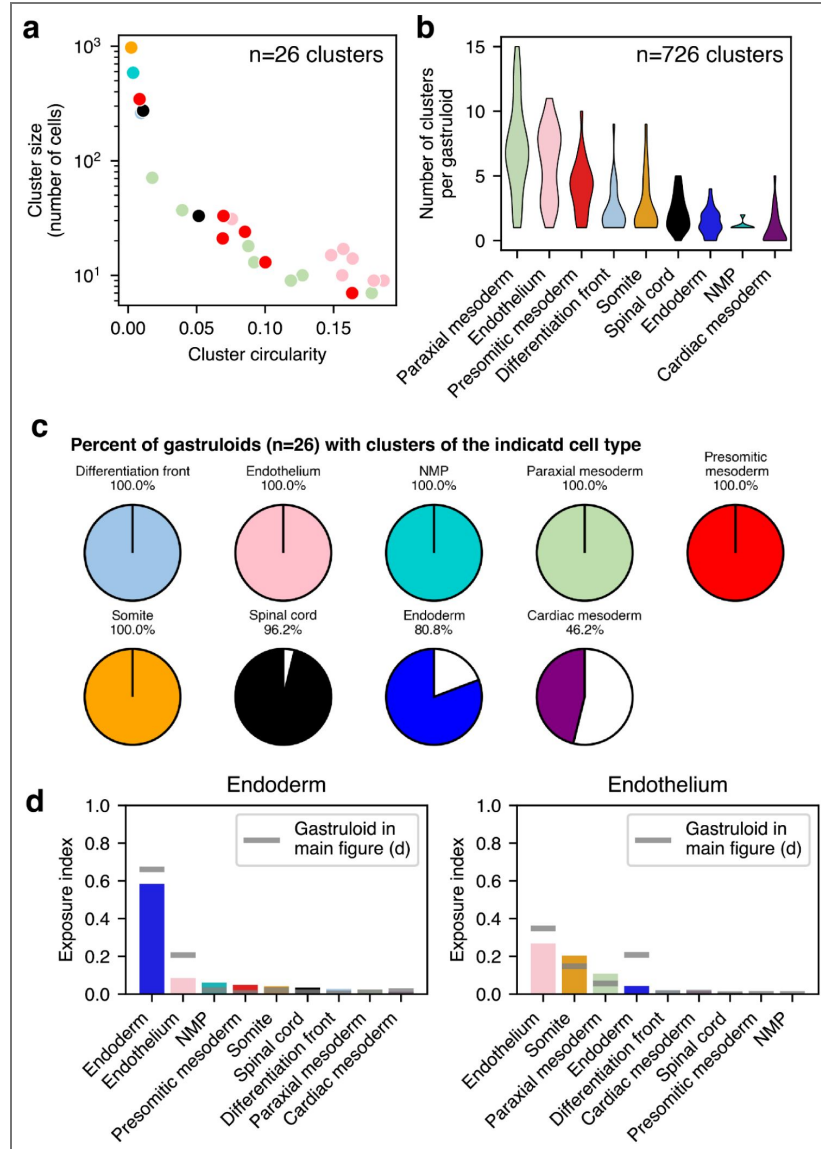 a
n=26 clusters
10³
10²
10¹
Cluster size
(number of cells)
0.00 0.05 0.10 0.15
Cluster circularity
b
n=726 clusters
15
10
5
0
Number of clusters
per gastruloid
Paraxial mesoderm
Endothelium
Presomitic mesoderm
Differentiation front
Somite
Spinal cord
Endoderm
NMP
Cardiac mesoderm
c
Percent of gastruloids (n=26) with clusters of the indicatd cell type
Differentiation front
100.0%
Endothelium
100.0%
NMP
100.0%
Paraxial mesoderm
100.0%
Presomitic
mesoderm
100.0%
Somite
100.0%
Spinal cord
96.2%
Endoderm
80.8%
Cardiac mesoderm
46.2%
d
Endoderm
1.0
0.8
0.6
0.4
0.2
0.0
Exposure index
Gastruloid in
main figure (d)
Endoderm
Endothelium
NMP
Presomitic mesoderm
Somite
Spinal cord
Differentiation front
Paraxial mesoderm
Cardiac mesoderm
Endothelium
1.0
0.8
0.6
0.4
0.2
0.0
Exposure index
Gastruloid in
main figure (d)
Endothelium
Somite
Paraxial mesoderm
Endoderm
Differentiation front
Cardiac mesoderm
Spinal cord
Presomitic mesoderm
NMP